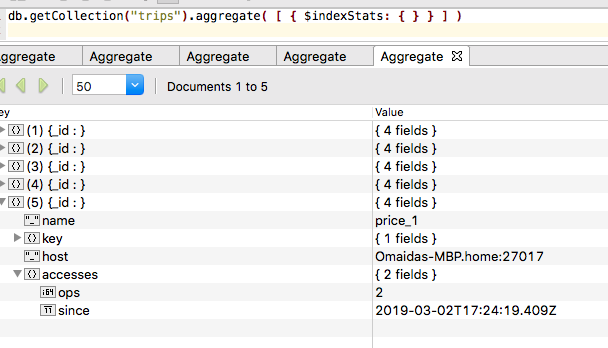 db.getCollection("trips").aggregate( [ { $indexStats: { } } ] )
ggregate Aggregate Aggregate Aggregate Aggregate
50 Documents 1 to 5
ey Value
(1) {_id : } { 4 fields }
(2) {_id : } { 4 fields }
(3) {_id : } { 4 fields }
(4) {_id : } { 4 fields }
(5) {_id : } { 4 fields }
"_" name price_1
key { 1 fields }
"_" host Omaidas-MBP.home:27017
accesses { 2 fields }
i64 ops 2
since 2019-03-02T17:24:19.409Z